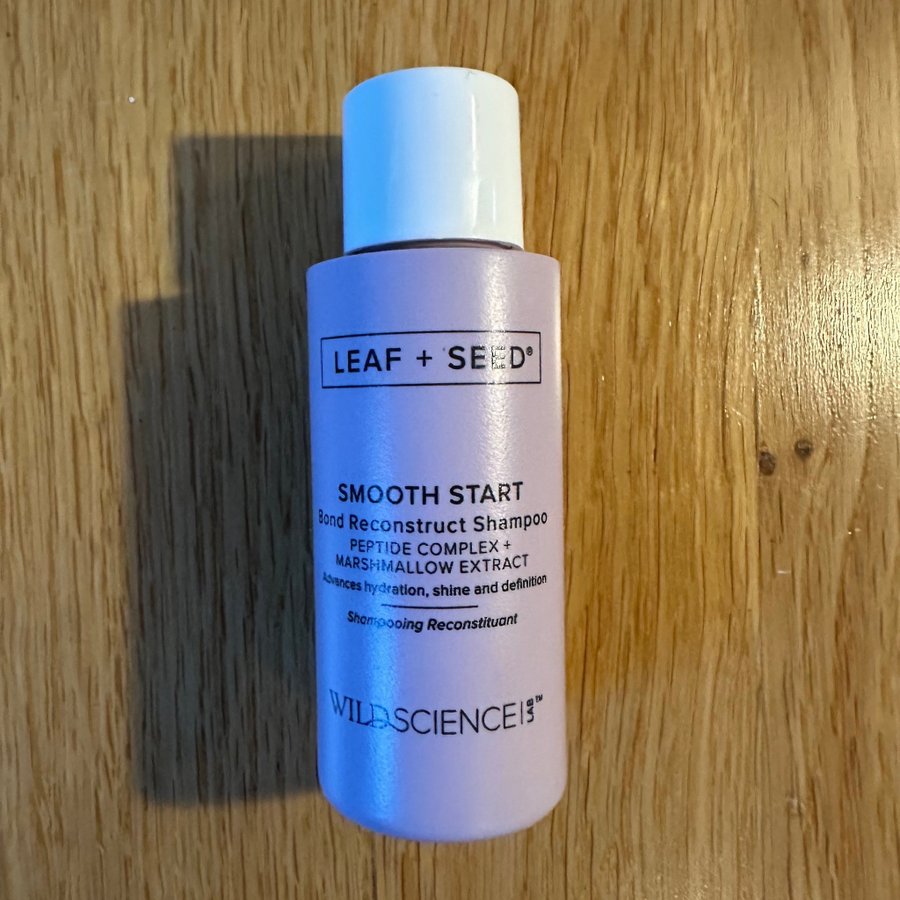 LEAF + SEED®
SMOOTH START
Bond Reconstruct Shampoo
PEPTIDE COMPLEX +
MARSHMALLOW EXTRACT
Advances hydration, shine and definition
Shampooing Reconstituant
WILDSCIENCE|LAB™